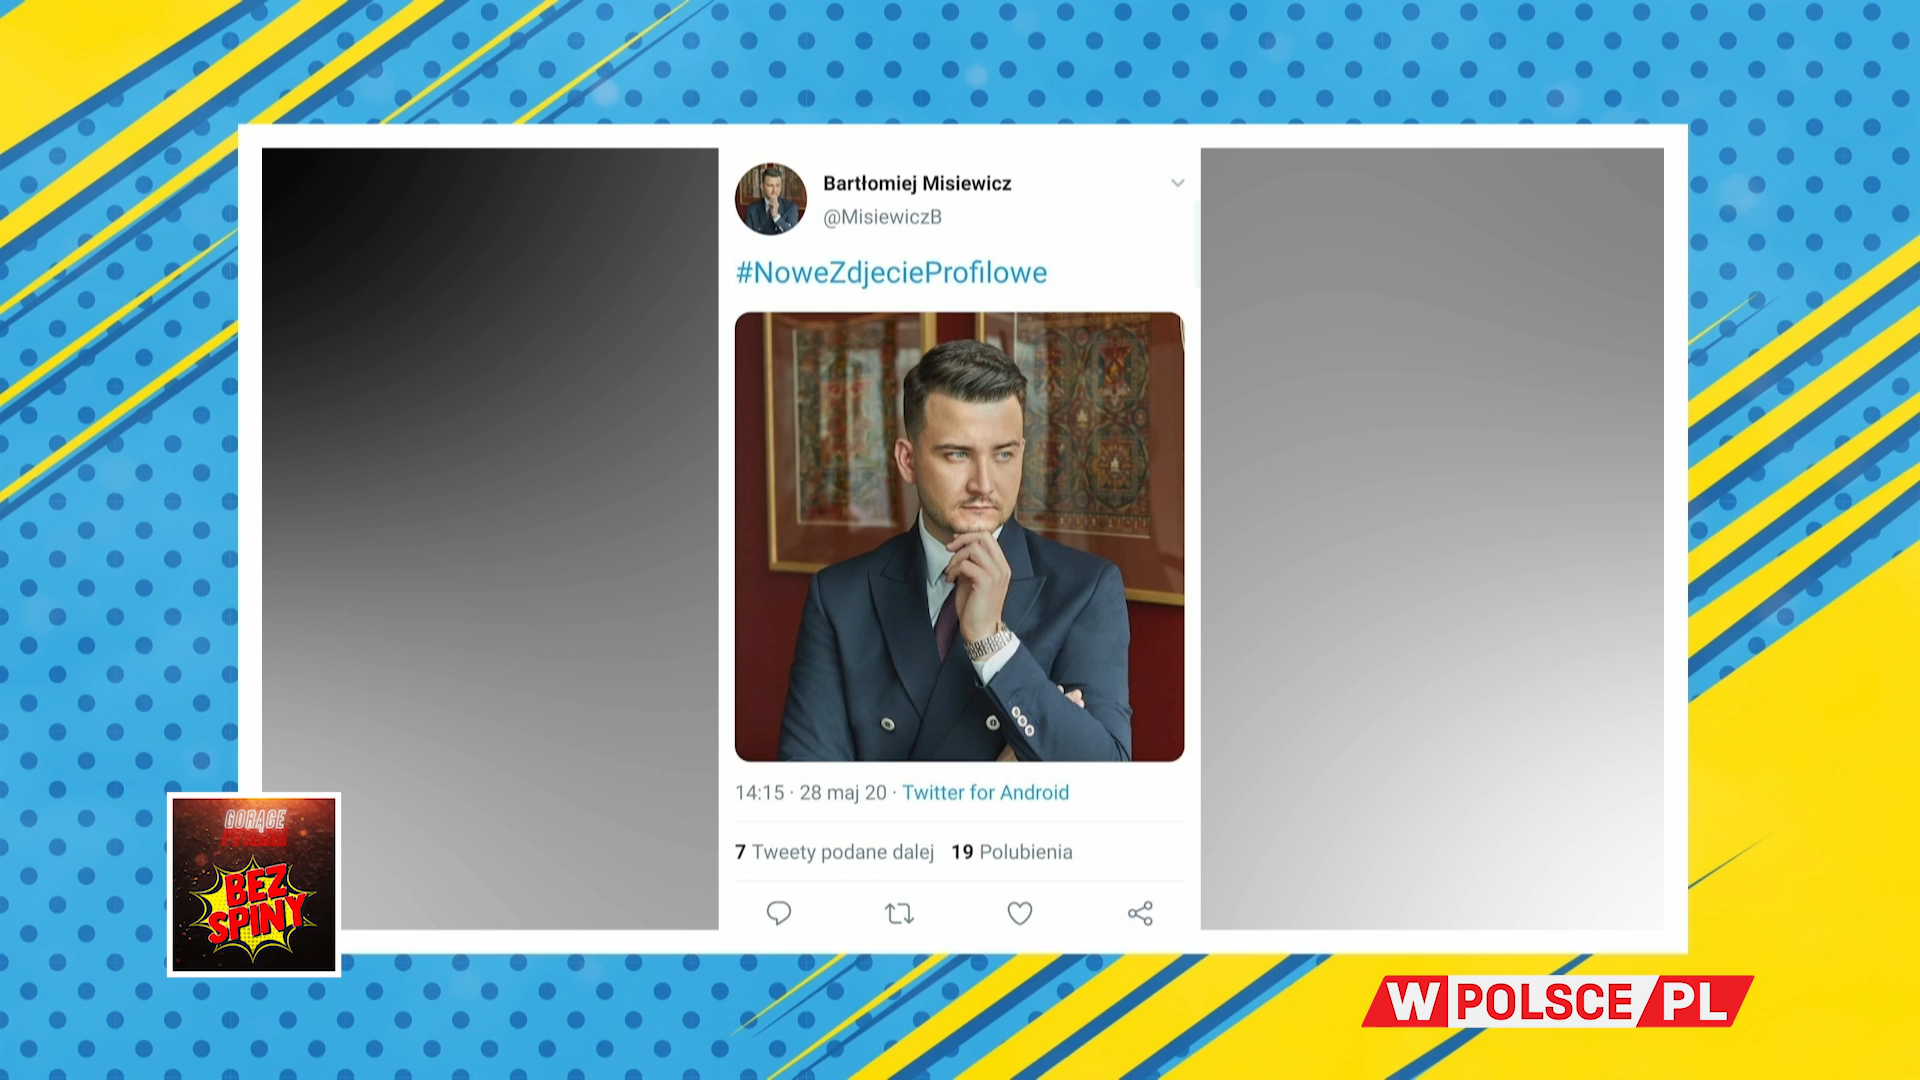 Bartłomiej Misiewicz
@MisiewiczB
#NoweZdjecieProfilowe
14:15 · 28 maj 20 · Twitter for Android
7 Tweety podane dalej 19 Polubienia
GORĄCE
BEZ
SPINY
WPOLSCE/PL